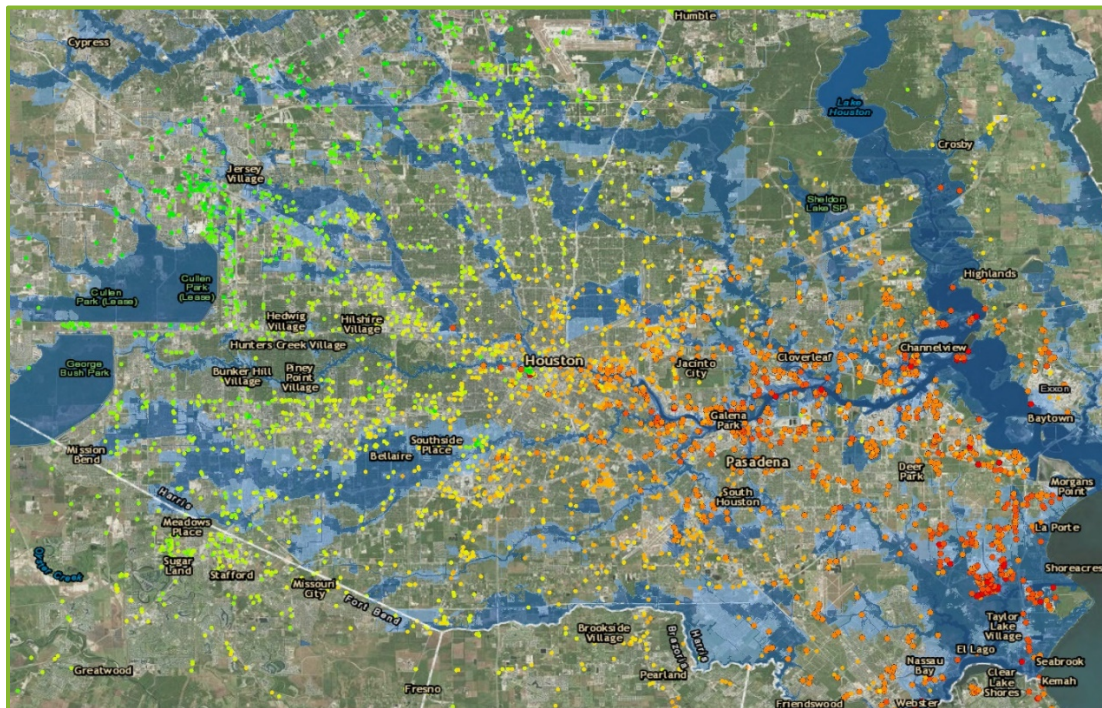 Humble
Cypress
Lake
Houston
Crosby
Jersey
Village
Sheldon
Lake SP
Highlands
Cullen
Park (Lease)
Cullen
Park
(Lease)
Hedwig
Village
Hilshire
Village
Hunters Creek Village
George
Bush Park
Bunker Hill
Village
Piney
Point
Village
Houston
Jacinto
City
Cloverleaf
Channelview
Exxon
Baytown
Galena
Park
Southside
Place
Bellaire
Mission
Bend
Pasadena
Deer
Park
Morgans
Point
South
Houston
La Porte
Harris
Meadows
Place
Sugar
Land
Stafford
Missouri
City
Fort Bend
Shoreacres
Taylor
Lake
Village
Brookside
Village
Brazoria
Harris
El Lago
Greatwood
Fresno
Pearland
Nassau
Bay
Clear
Lake
Shores
Seabrook
Kemah
Friendswood
Webster